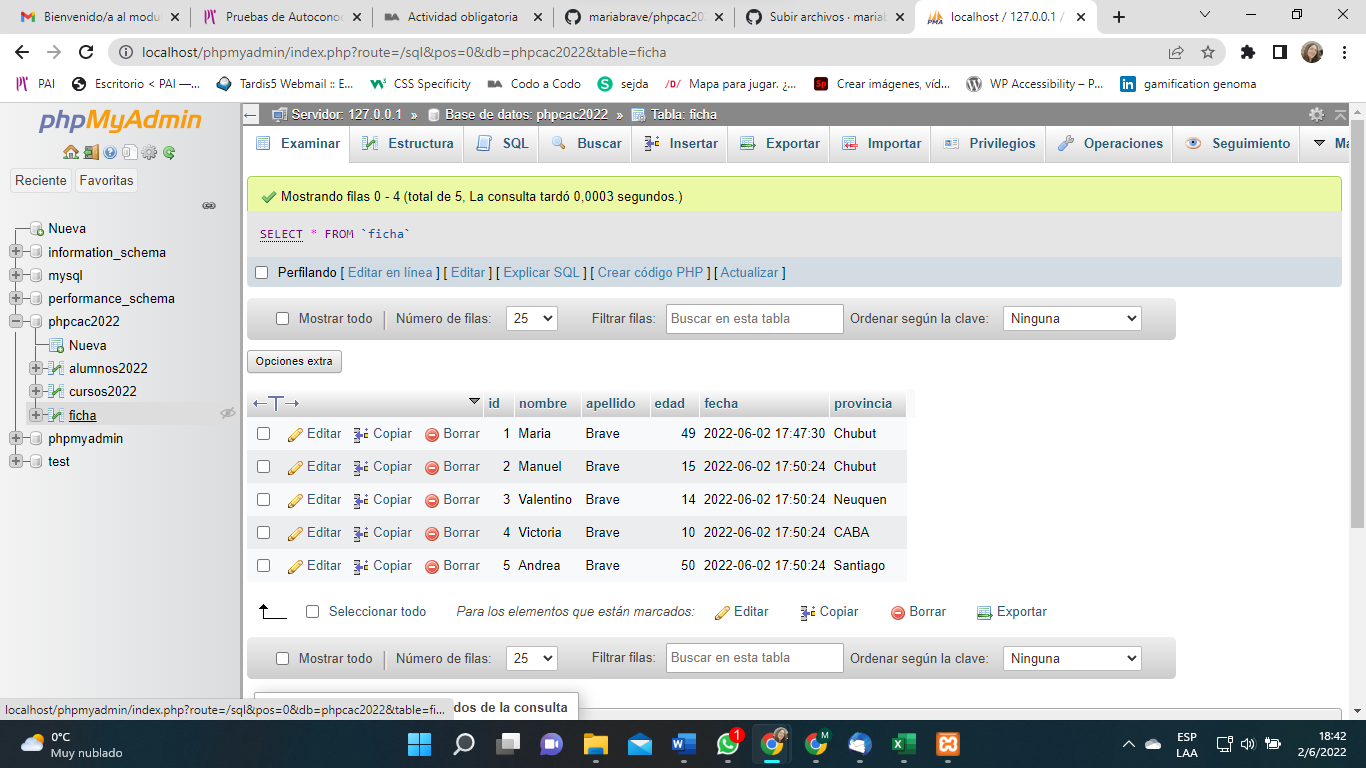 Bienvenido/a al modu
Pruebas de Autoconoc
Actividad obligatoria
mariabrave/phpcac202
Subir archivos · mariab
localhost / 127.0.0.1 /
localhost/phpmyadmin/index.php?route=/sql&pos=0&db=phpcac2022&table=ficha
PAI
Escritorio < PAI —...
Tardis5 Webmail :: E...
CSS Specificity
BA Codo a Codo
sejda
/D/ Mapa para jugar. ¿...
Sp Crear imágenes, víd...
WP Accessibility – P...
in gamification genoma
phpMyAdmin
Reciente Favoritas
Nueva
information_schema
mysql
performance_schema
phpcac2022
Nueva
alumnos2022
cursos2022
ficha
phpmyadmin
test
Servidor: 127.0.0.1 » Base de datos: phpcac2022 » Tabla: ficha
Examinar Estructura SQL Buscar Insertar Exportar Importar Privilegios Operaciones Seguimiento Má
Mostrando filas 0 - 4 (total de 5, La consulta tardó 0,0003 segundos.)
SELECT * FROM `ficha`
Perfilando [ Editar en línea ] [ Editar ] [ Explicar SQL ] [ Crear código PHP ] [ Actualizar ]
Mostrar todo Número de filas: 25 Filtrar filas: Buscar en esta tabla Ordenar según la clave: Ninguna
Opciones extra
←T→ id nombre apellido edad fecha provincia
Editar Copiar Borrar 1 Maria Brave 49 2022-06-02 17:47:30 Chubut
Editar Copiar Borrar 2 Manuel Brave 15 2022-06-02 17:50:24 Chubut
Editar Copiar Borrar 3 Valentino Brave 14 2022-06-02 17:50:24 Neuquen
Editar Copiar Borrar 4 Victoria Brave 10 2022-06-02 17:50:24 CABA
Editar Copiar Borrar 5 Andrea Brave 50 2022-06-02 17:50:24 Santiago
Seleccionar todo Para los elementos que están marcados: Editar Copiar Borrar Exportar
Mostrar todo Número de filas: 25 Filtrar filas: Buscar en esta tabla Ordenar según la clave: Ninguna
dos de la consulta
localhost/phpmyadmin/index.php?route=/sql&pos=0&db=phpcac2022&table=fi...
0°C
Muy nublado
1
ESP
LAA
18:42
2/6/2022